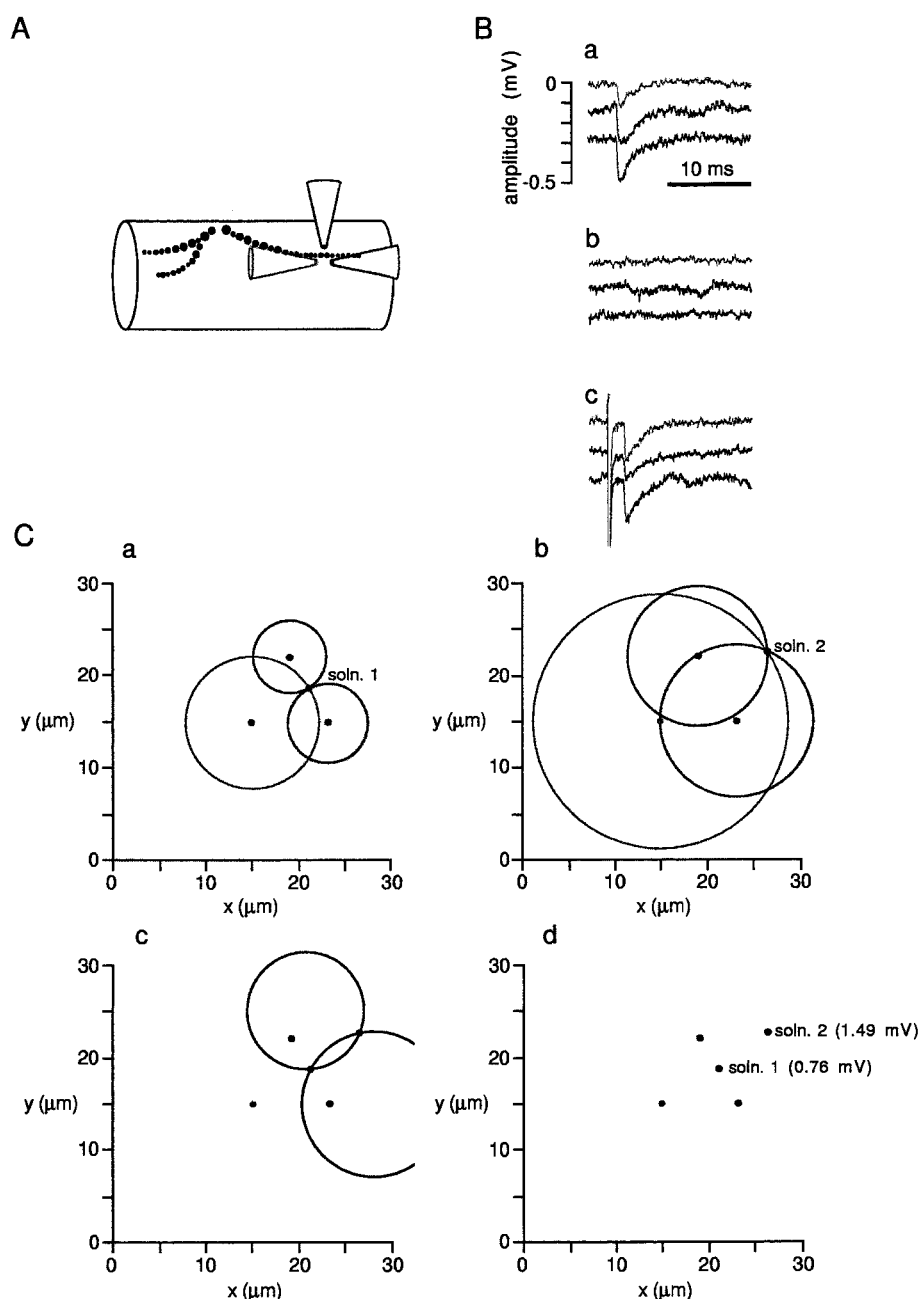 A
B
a
amplitude (mV)
0
-0.5
10 ms
b
c
C
a
30
20
10
0
y (μm)
soln. 1
0
10
20
30
x (μm)
b
30
20
10
0
y (μm)
soln. 2
0
10
20
30
x (μm)
c
30
20
10
0
y (μm)
0
10
20
30
x (μm)
d
30
20
10
0
y (μm)
soln. 2 (1.49 mV)
soln. 1 (0.76 mV)
0
10
20
30
x (μm)